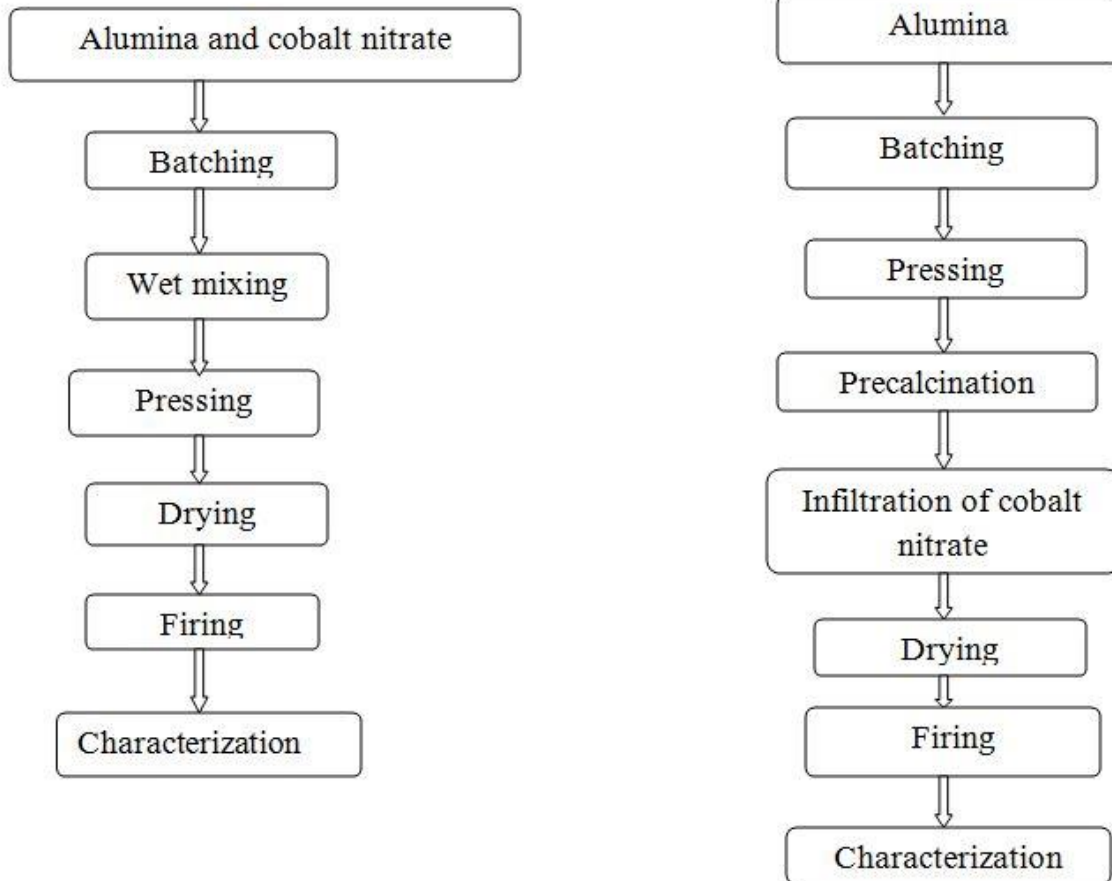 Alumina and cobalt nitrate
Batching
Wet mixing
Pressing
Drying
Firing
Characterization
Alumina
Batching
Pressing
Precalcination
Infiltration of cobalt
nitrate
Drying
Firing
Characterization